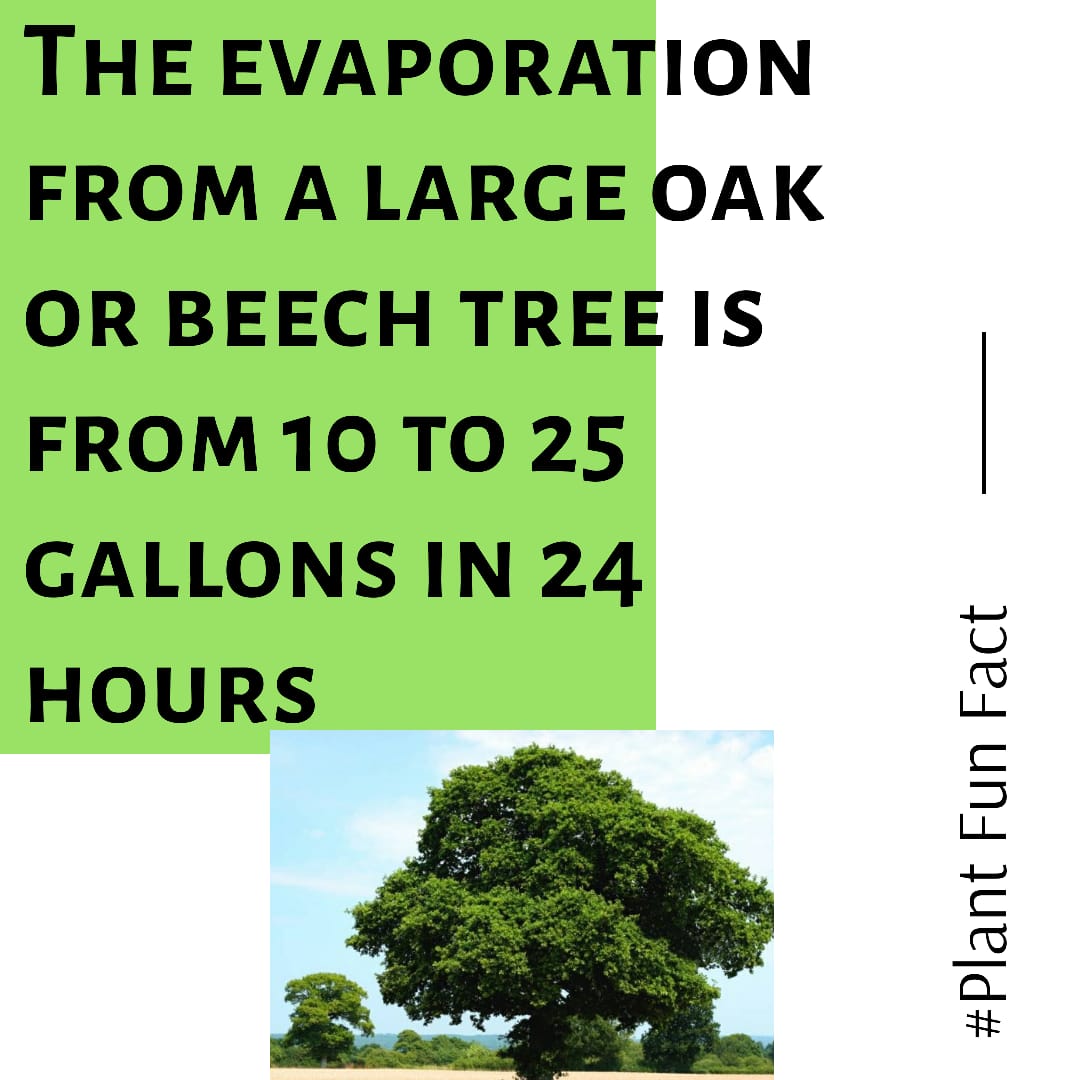 The evaporation
from a large oak
or beech tree is
from 10 to 25
gallons in 24
hours
#Plant Fun Fact